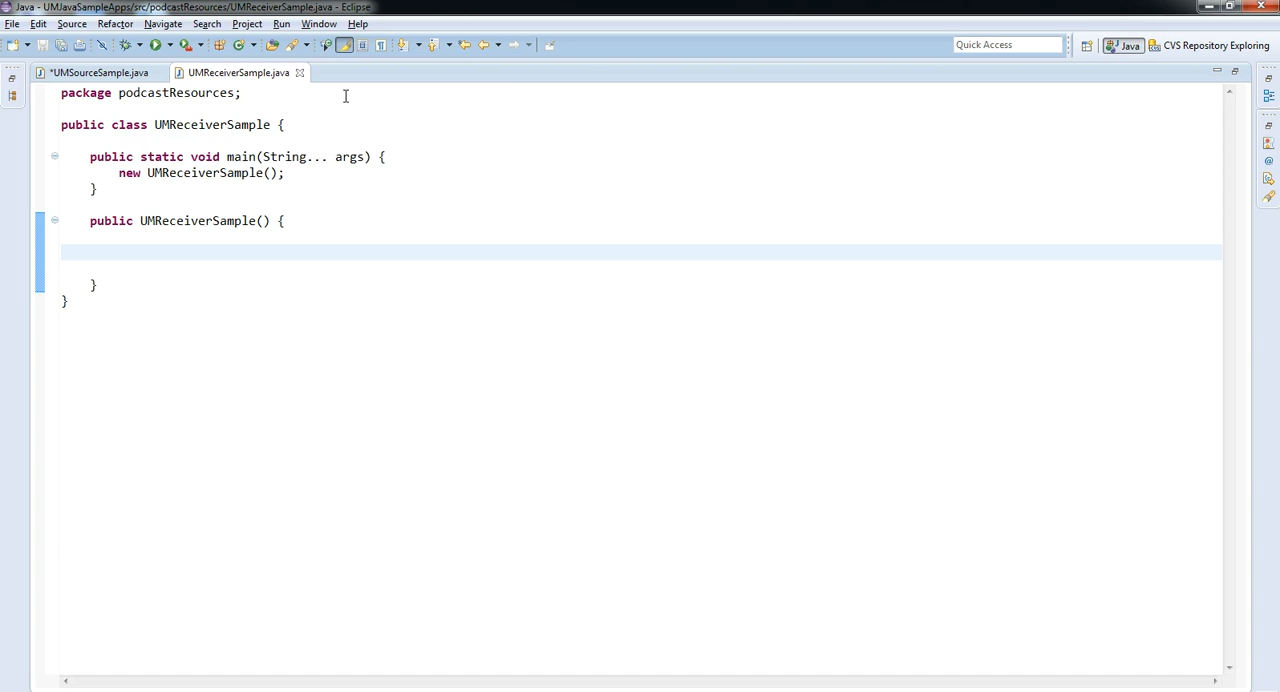 Java - UMJavaSampleApps/src/podcastResources/UMReceiverSample.java - Eclipse
File Edit Source Refactor Navigate Search Project Run Window Help
Quick Access
Java
CVS Repository Exploring
*UMSourceSample.java
UMReceiverSample.java
package podcastResources;
public class UMReceiverSample {
public static void main(String... args) {
new UMReceiverSample();
}
public UMReceiverSample() {
}
}